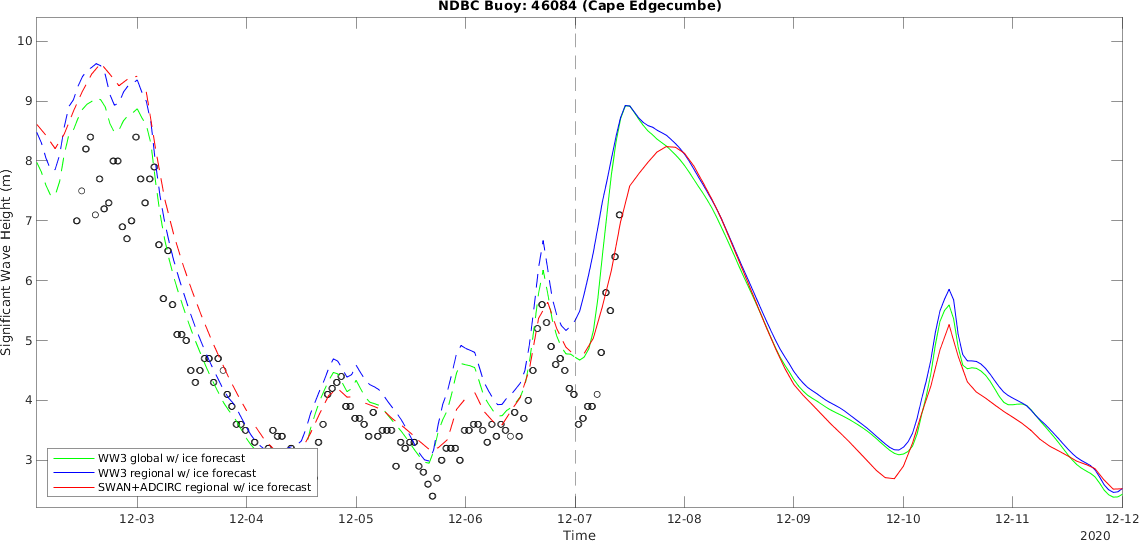 NDBC Buoy: 46084 (Cape Edgecumbe)
10
9
8
7
6
5
4
3
Significant Wave Height (m)
WW3 global w/ ice forecast
WW3 regional w/ ice forecast
SWAN+ADCIRC regional w/ ice forecast
12-03 12-04 12-05 12-06 12-07 12-08 12-09 12-10 12-11 12-12
Time
2020